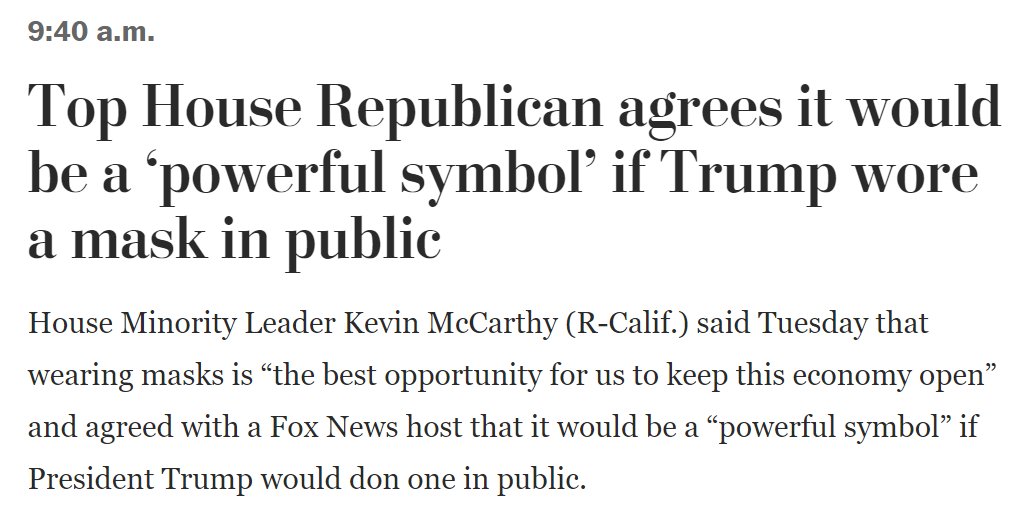 9:40 a.m.
Top House Republican agrees it would
be a ‘powerful symbol’ if Trump wore
a mask in public
House Minority Leader Kevin McCarthy (R-Calif.) said Tuesday that
wearing masks is “the best opportunity for us to keep this economy open”
and agreed with a Fox News host that it would be a “powerful symbol” if
President Trump would don one in public.